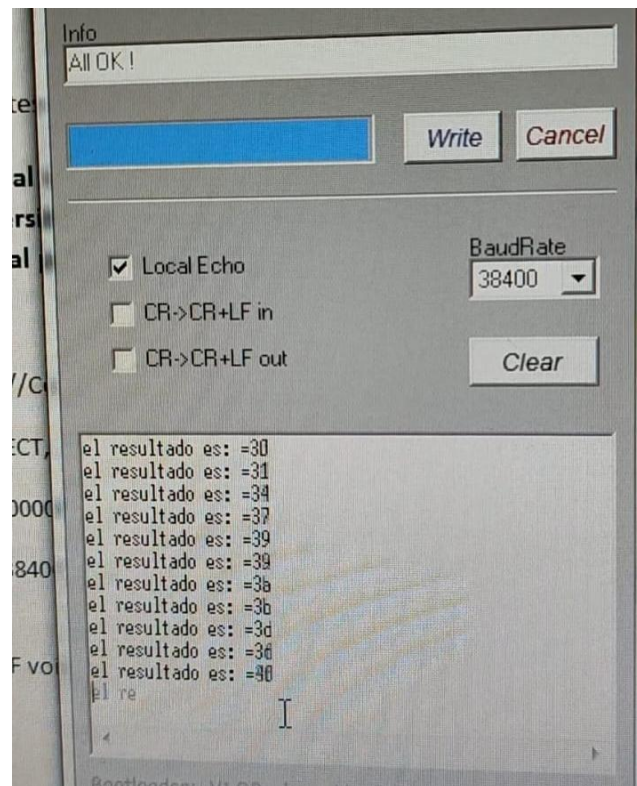 Info
All OK !
Write Cancel
Local Echo
BaudRate
38400
CR->CR+LF in
CR->CR+LF out
Clear
el resultado es: =30
el resultado es: =31
el resultado es: =34
el resultado es: =37
el resultado es: =39
el resultado es: =39
el resultado es: =3b
el resultado es: =3b
el resultado es: =3d
el resultado es:
el resultado es:
el re